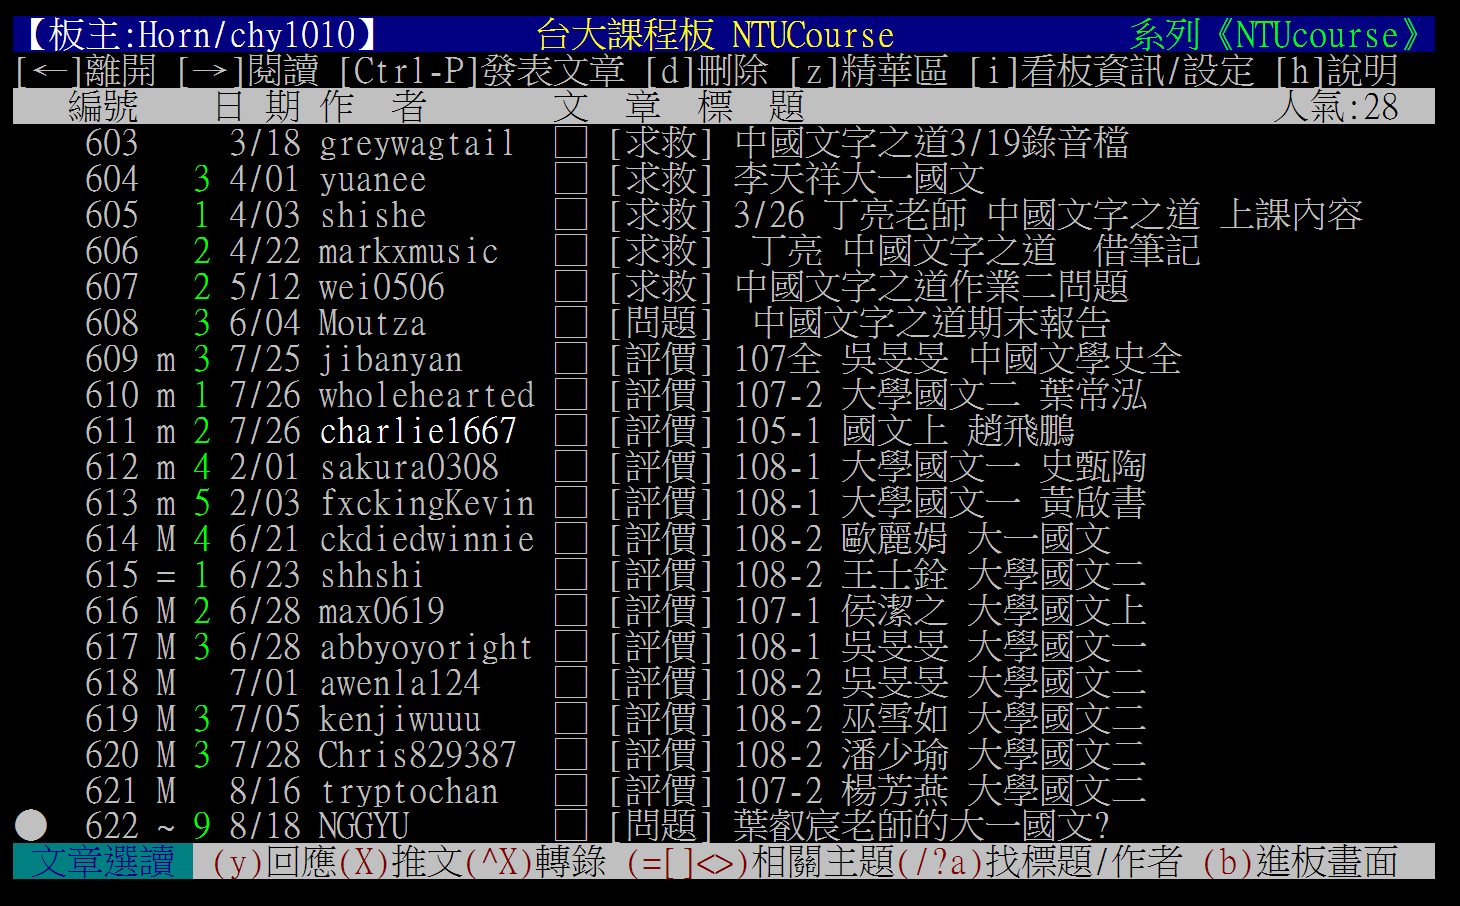 【板主:Horn/chy1010】 台大課程板 NTUCourse 系列《NTUcourse》
[←]離開 [→]閱讀 [Ctrl-P]發表文章 [d]刪除 [z]精華區 [i]看板資訊/設定 [h]說明
編號 日 期 作 者 文 章 標 題 人氣:28
603 3/18 greywagtail □ [求救] 中國文字之道3/19錄音檔
604 3 4/01 yuanee □ [求救] 李天祥大一國文
605 1 4/03 shishe □ [求救] 3/26 丁亮老師 中國文字之道 上課內容
606 2 4/22 markxmusic □ [求救] 丁亮 中國文字之道 借筆記
607 2 5/12 wei0506 □ [求救] 中國文字之道作業二問題
608 3 6/04 Moutza □ [問題] 中國文字之道期末報告
609 m 3 7/25 jibanyan □ [評價] 107全 吳旻旻 中國文學史全
610 m 1 7/26 wholehearted □ [評價] 107-2 大學國文二 葉常泓
611 m 2 7/26 charlie1667 □ [評價] 105-1 國文上 趙飛鵬
612 m 4 2/01 sakura0308 □ [評價] 108-1 大學國文一 史甄陶
613 m 5 2/03 fxckingKevin □ [評價] 108-1 大學國文一 黃啟書
614 M 4 6/21 ckdiedwinnie □ [評價] 108-2 歐麗娟 大一國文
615 = 1 6/23 shhshi □ [評價] 108-2 王士銓 大學國文二
616 M 2 6/28 max0619 □ [評價] 107-1 侯潔之 大學國文上
617 M 3 6/28 abbyoyoright □ [評價] 108-1 吳旻旻 大學國文一
618 M 7/01 awenla124 □ [評價] 108-2 吳旻旻 大學國文二
619 M 3 7/05 kenjiwuuu □ [評價] 108-2 巫雪如 大學國文二
620 M 3 7/28 Chris829387 □ [評價] 108-2 潘少瑜 大學國文二
621 M 8/16 tryptochan □ [評價] 107-2 楊芳燕 大學國文二
● 622 ~ 9 8/18 NGGYU □ [問題] 葉叡宸老師的大一國文?
文章選讀 (y)回應(X)推文(^X)轉錄 (=[]<>)相關主題(/?a)找標題/作者 (b)進板畫面